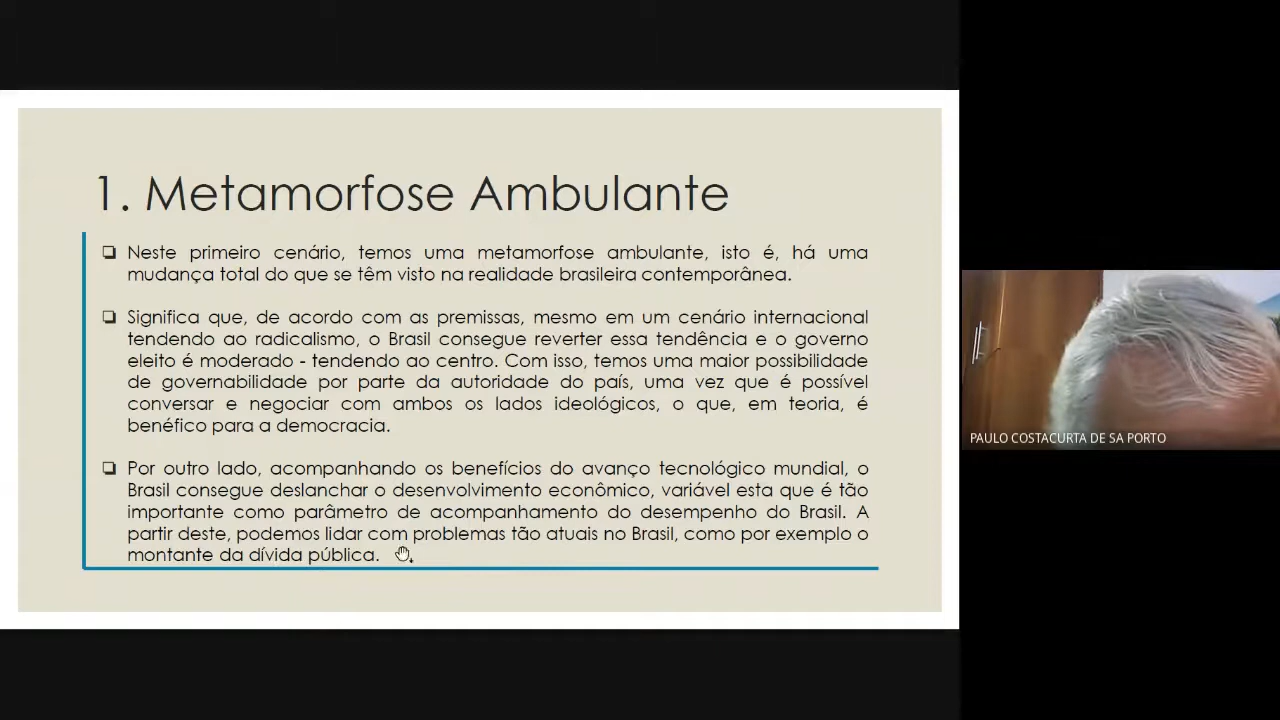 1. Metamorfose Ambulante
❑ Neste primeiro cenário, temos uma metamorfose ambulante, isto é, há uma
mudança total do que se têm visto na realidade brasileira contemporânea.
❑ Significa que, de acordo com as premissas, mesmo em um cenário internacional
tendendo ao radicalismo, o Brasil consegue reverter essa tendência e o governo
eleito é moderado - tendendo ao centro. Com isso, temos uma maior possibilidade
de governabilidade por parte da autoridade do país, uma vez que é possível
conversar e negociar com ambos os lados ideológicos, o que, em teoria, é
benéfico para a democracia.
❑ Por outro lado, acompanhando os benefícios do avanço tecnológico mundial, o
Brasil consegue deslanchar o desenvolvimento econômico, variável esta que é tão
importante como parâmetro de acompanhamento do desempenho do Brasil. A
partir deste, podemos lidar com problemas tão atuais no Brasil, como por exemplo o
montante da dívida pública.
PAULO COSTACURTA DE SA PORTO